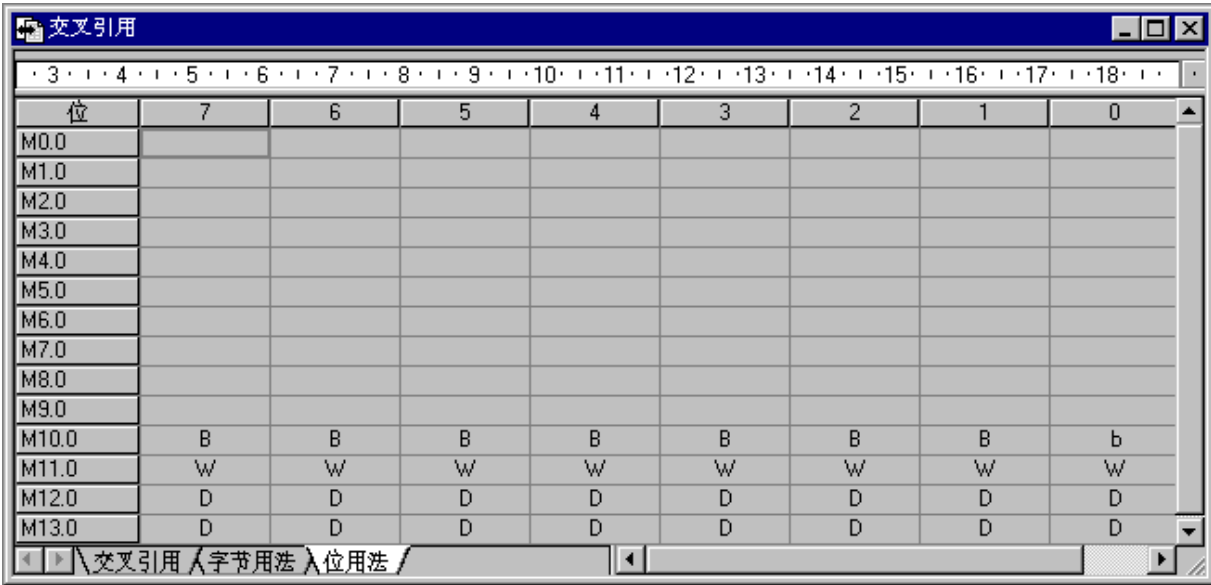 交叉引用
· 3 · ı · 4 · ı · 5 · ı · 6 · ı · 7 · ı · 8 · ı · 9 · ı · 10 · ı · 11 · ı · 12 · ı · 13 · ı · 14 · ı · 15 · ı · 16 · ı · 17 · ı · 18 · ı ·
位 7 6 5 4 3 2 1 0
M0.0
M1.0
M2.0
M3.0
M4.0
M5.0
M6.0
M7.0
M8.0
M9.0
M10.0 B B B B B B B b
M11.0 W W W W W W W W
M12.0 D D D D D D D D
M13.0 D D D D D D D D
交叉引用 字节用法 位用法